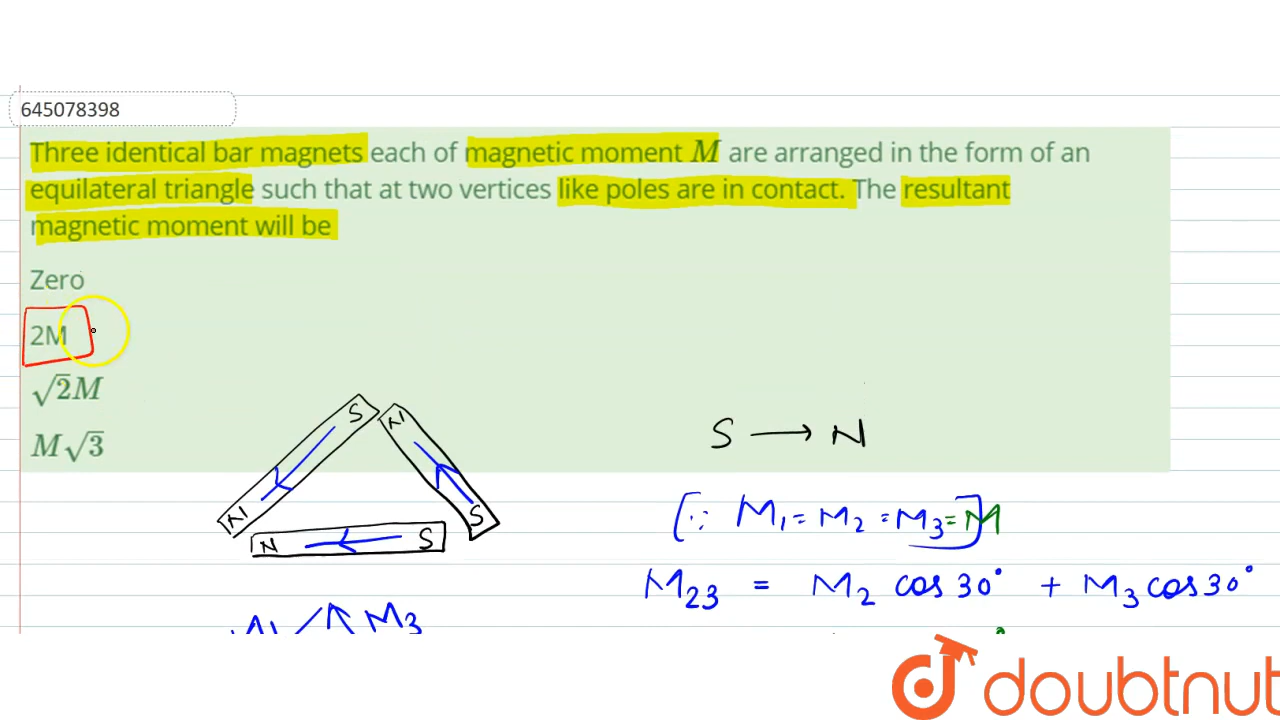 645078398
Three identical bar magnets each of magnetic moment M are arranged in the form of an
equilateral triangle such that at two vertices like poles are in contact. The resultant
magnetic moment will be
Zero
2M
√2M
M√3
S N
N S
N S
S → N
[∵ M₁ = M₂ = M₃ = M]
M₂₃ = M₂ cos 30° + M₃ cos 30°
M₃
doubtnut